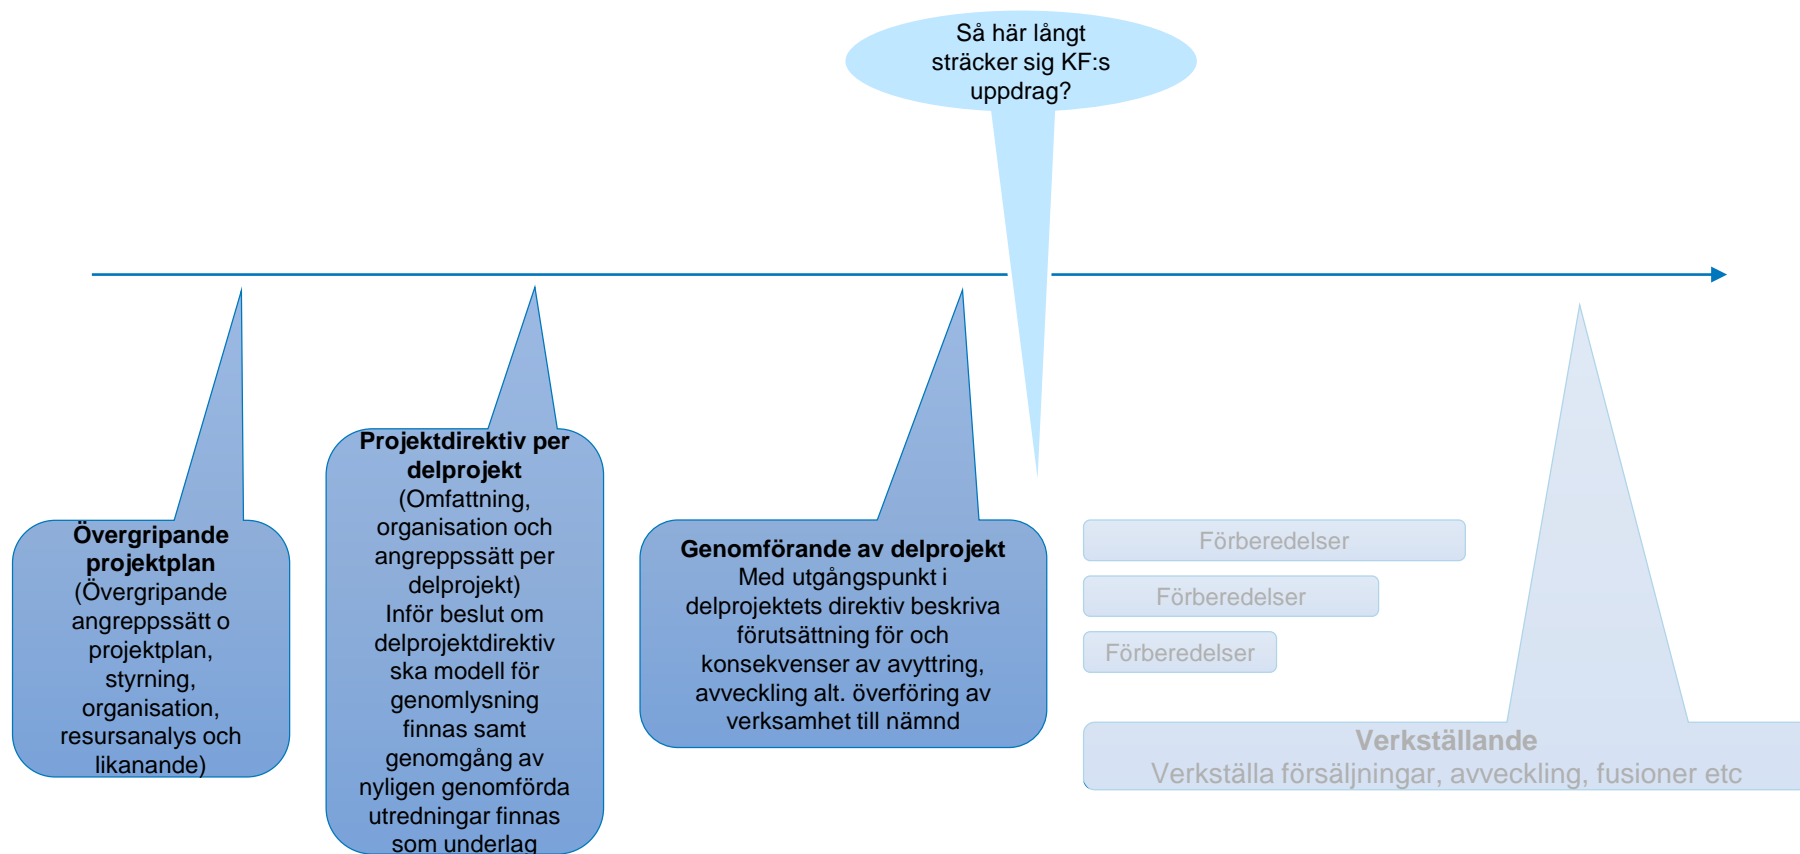 Så här långt
sträcker sig KF:s
uppdrag?
Övergripande
projektplan
(Övergripande
angreppssätt o
projektplan,
styrning,
organisation,
resursanalys och
likanande)
Projektdirektiv per
delprojekt
(Omfattning,
organisation och
angreppssätt per
delprojekt)
Inför beslut om
delprojektdirektiv
ska modell för
genomlysning
finnas samt
genomgång av
nyligen genomförda
utredningar finnas
som underlag
Genomförande av delprojekt
Med utgångspunkt i
delprojektets direktiv beskriva
förutsättning för och
konsekvenser av avyttring,
avveckling alt. överföring av
verksamhet till nämnd
Förberedelser
Förberedelser
Förberedelser
Verkställande
Verkställa försäljningar, avveckling, fusioner etc